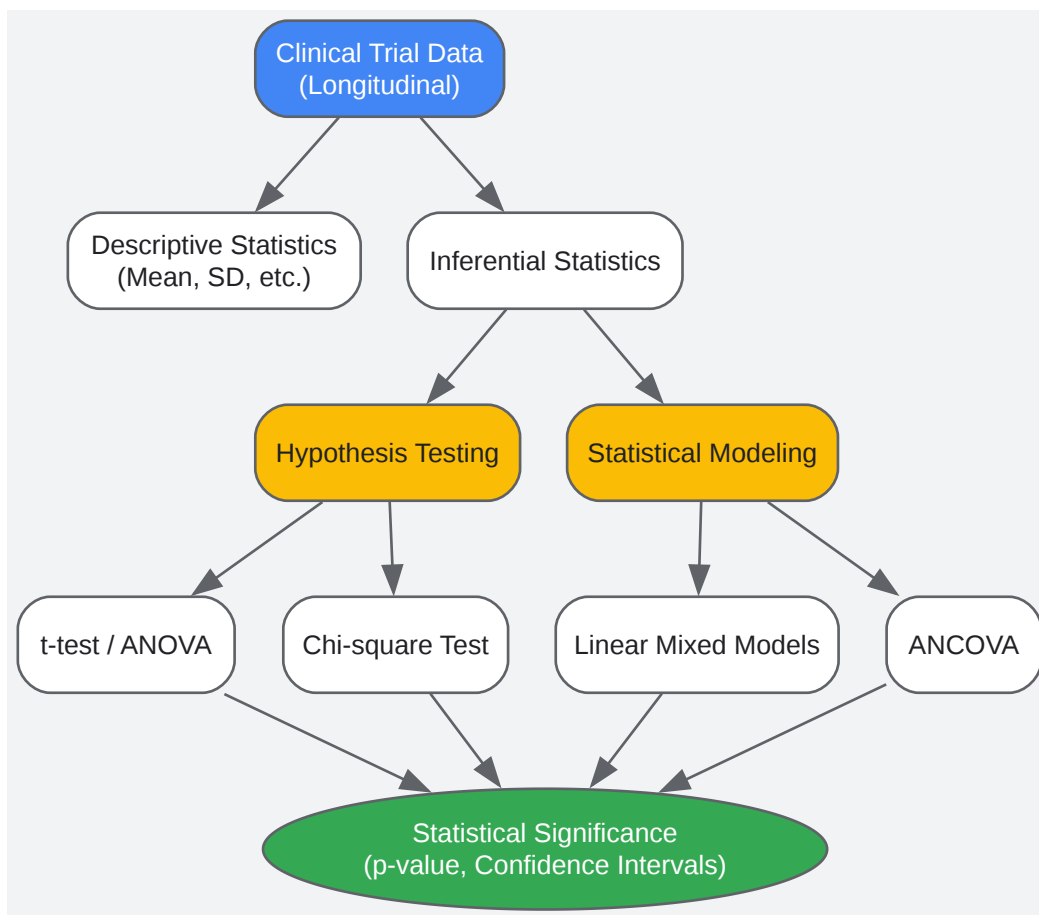 Clinical Trial Data
(Longitudinal)
Descriptive Statistics
(Mean, SD, etc.)
Inferential Statistics
Hypothesis Testing
Statistical Modeling
t-test / ANOVA
Chi-square Test
Linear Mixed Models
ANCOVA
Statistical Significance
(p-value, Confidence Intervals)